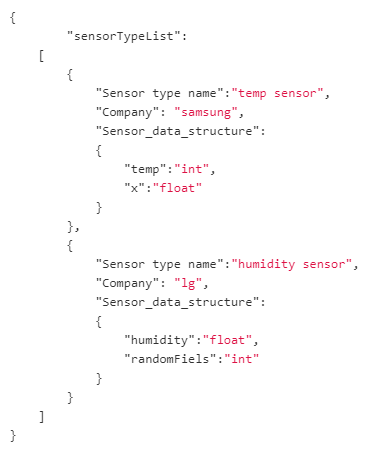 {
        "sensorTypeList":
    [
        {
            "Sensor type name":"temp sensor",
            "Company": "samsung",
            "Sensor_data_structure":
            {
                "temp":"int",
                "x":"float"
            }
        },
        {
            "Sensor type name":"humidity sensor",
            "Company": "lg",
            "Sensor_data_structure":
            {
                "humidity":"float",
                "randomFiels":"int"
            }
        }
    ]
}